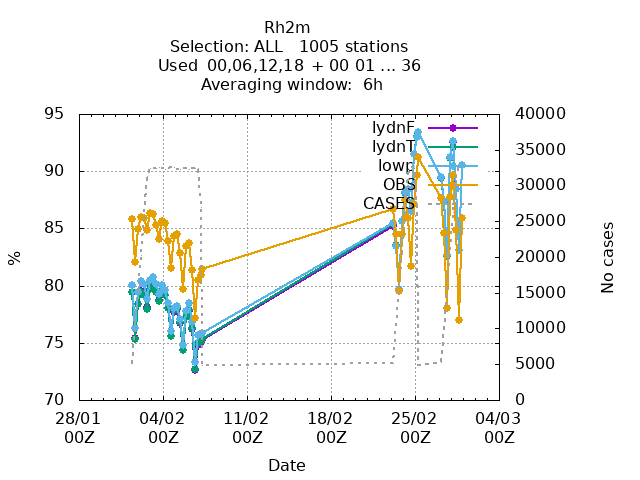 Rh2m
Selection: ALL   1005 stations
Used  00,06,12,18  + 00 01 ... 36
Averaging window:  6h
95
90
85
80
75
70
%
40000
35000
30000
25000
20000
15000
10000
5000
0
No cases
lydnF
lydnT
lowp
OBS
CASES
28/01 04/02 11/02 18/02 25/02 04/03
00Z 00Z 00Z 00Z 00Z 00Z
Date